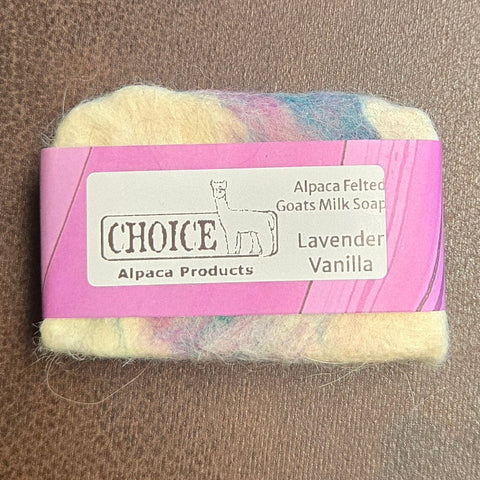 Alpaca Felted
Goats Milk Soap
CHOICE
Alpaca Products
Lavender
Vanilla